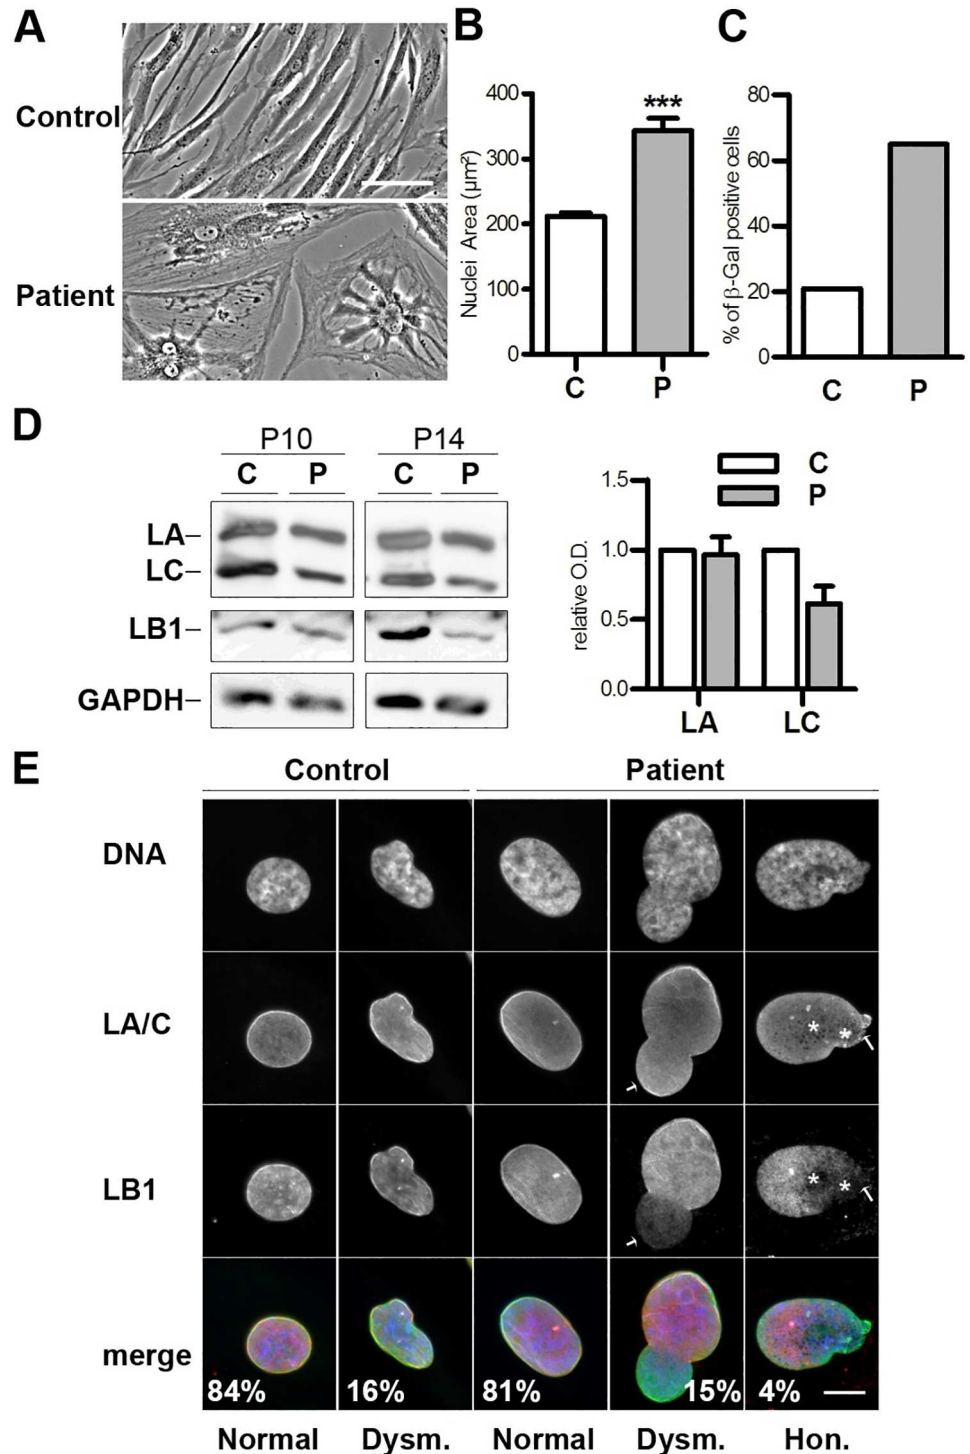 A
Control
Patient
B
Nuclei Area (µm²)
400
300
200
100
0
***
C
P
C
% of β-Gal positive cells
80
60
40
20
0
C
P
D
P10
P14
C
P
C
P
LA
LC
LB1
GAPDH
C
P
relative O.D.
1.5
1.0
0.5
0.0
LA
LC
E
Control
Patient
DNA
LA/C
* *
LB1
* *
merge
84%
16%
81%
15%
4%
Normal
Dysm.
Normal
Dysm.
Hon.